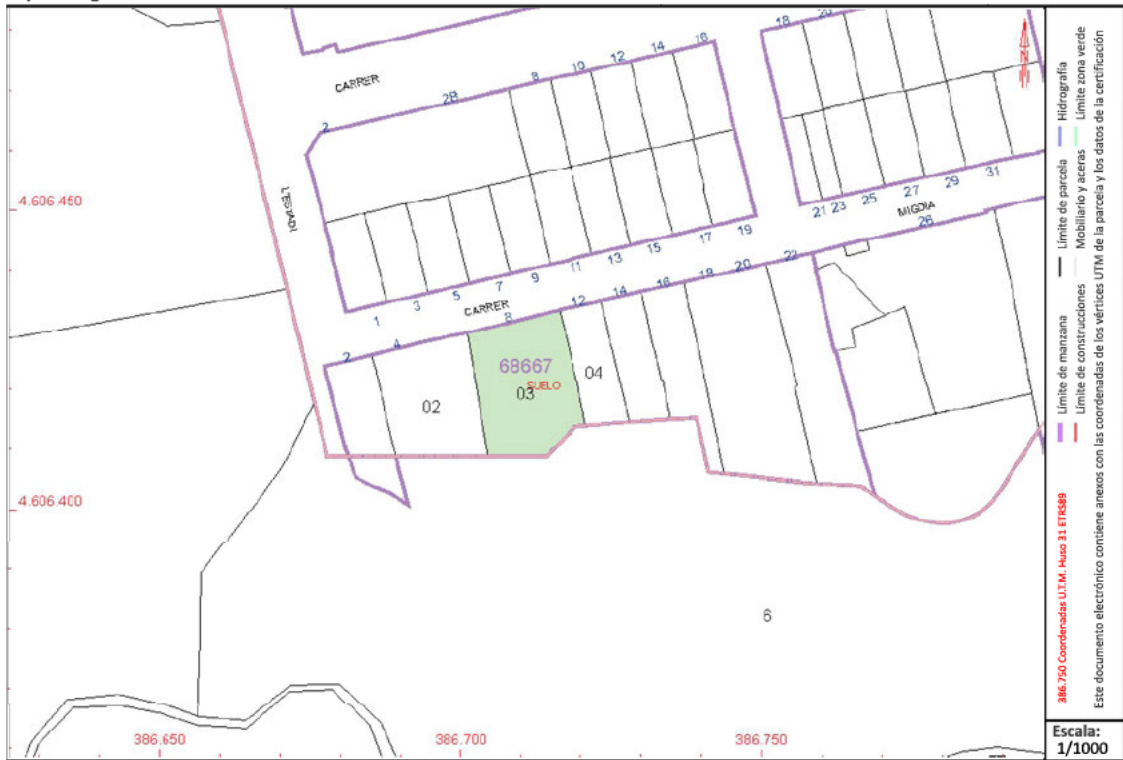 18 20
CARRER
2 2B 8 10 12 14 16
L'ESTADI
4.606.450
1 3 5 7 9 11 13 15 17 19
21 23 25 27 29 31
MIGDIA
CARRER
2 4 8 12 14 16 18 20 22 26
68667
SUELO
02 03 04
4.606.400
6
386.650 386.700 386.750
Límite de manzana Límite de parcela Hidrografía
Límite de construcciones Mobiliario y aceras Límite zona verde
386.750 Coordenadas U.T.M. Huso 31 ETRS89
Este documento electrónico contiene anexos con las coordenadas de los vértices UTM de la parcela y los datos de la certificación
Escala:
1/1000